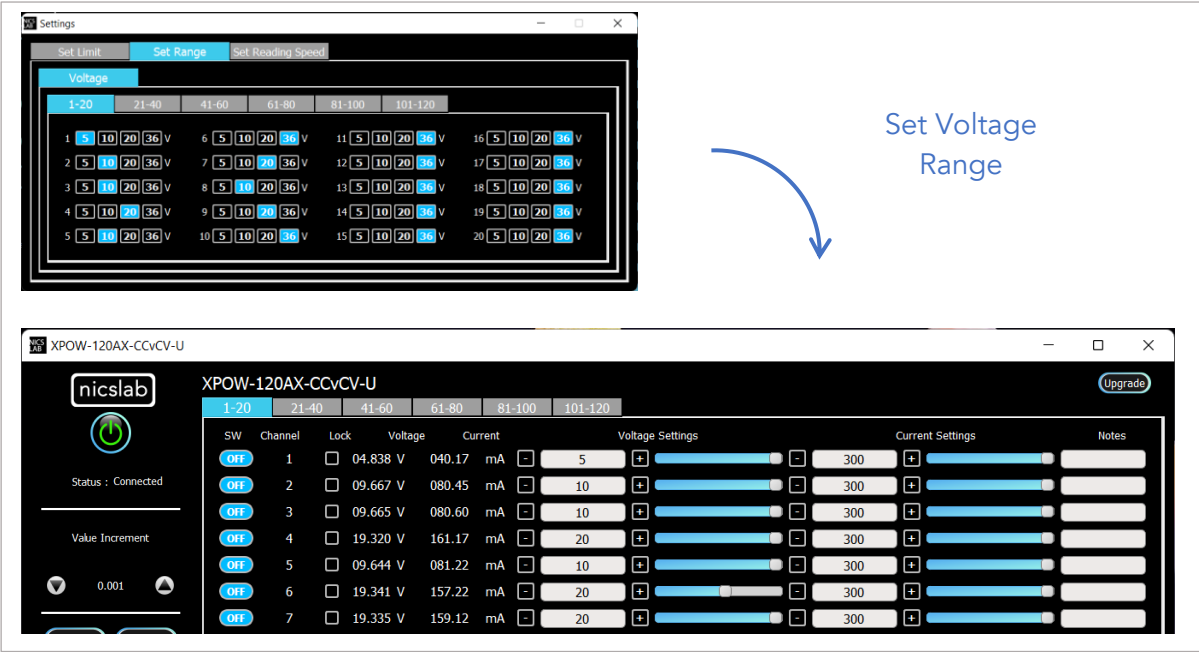 NICS LAB Settings
Set Limit Set Range Set Reading Speed
Voltage
1-20 21-40 41-60 61-80 81-100 101-120
1 5 10 20 36 V 6 5 10 20 36 V 11 5 10 20 36 V 16 5 10 20 36 V
2 5 10 20 36 V 7 5 10 20 36 V 12 5 10 20 36 V 17 5 10 20 36 V
3 5 10 20 36 V 8 5 10 20 36 V 13 5 10 20 36 V 18 5 10 20 36 V
4 5 10 20 36 V 9 5 10 20 36 V 14 5 10 20 36 V 19 5 10 20 36 V
5 5 10 20 36 V 10 5 10 20 36 V 15 5 10 20 36 V 20 5 10 20 36 V
Set Voltage
Range
NICS LAB XPOW-120AX-CCvCV-U
nicslab
Status : Connected
Value Increment
0.001
XPOW-120AX-CCvCV-U Upgrade
1-20 21-40 41-60 61-80 81-100 101-120
SW Channel Lock Voltage Current Voltage Settings Current Settings Notes
OFF 1 04.838 V 040.17 mA - 5 + - 300 +
OFF 2 09.667 V 080.45 mA - 10 + - 300 +
OFF 3 09.665 V 080.60 mA - 10 + - 300 +
OFF 4 19.320 V 161.17 mA - 20 + - 300 +
OFF 5 09.644 V 081.22 mA - 10 + - 300 +
OFF 6 19.341 V 157.22 mA - 20 + - 300 +
OFF 7 19.335 V 159.12 mA - 20 + - 300 +